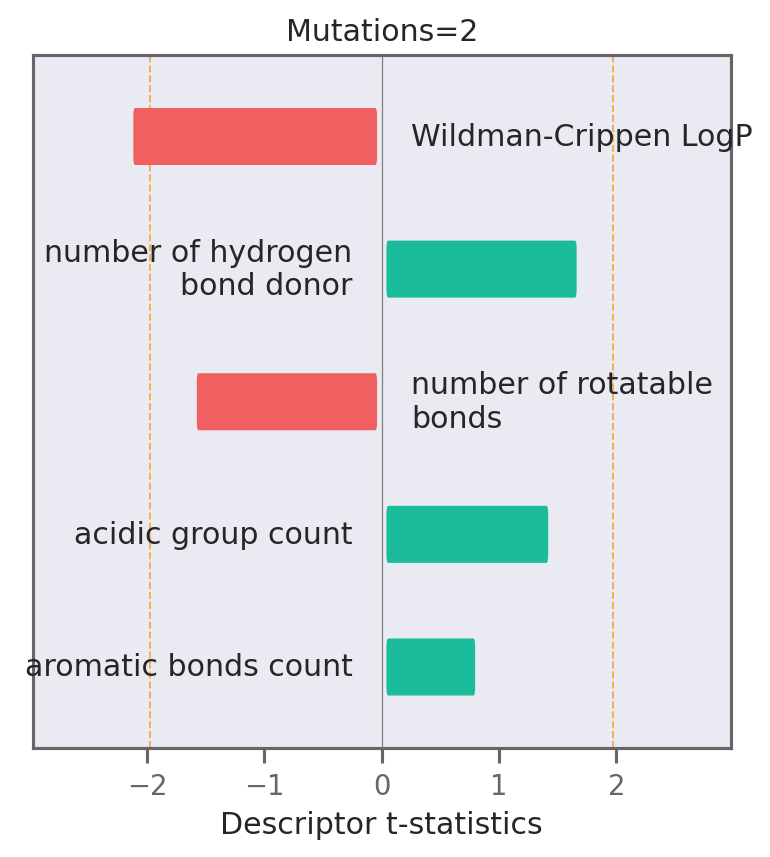 Mutations=2
Wildman-Crippen LogP
number of hydrogen
bond donor
number of rotatable
bonds
acidic group count
aromatic bonds count
−2 −1 0 1 2
Descriptor t-statistics